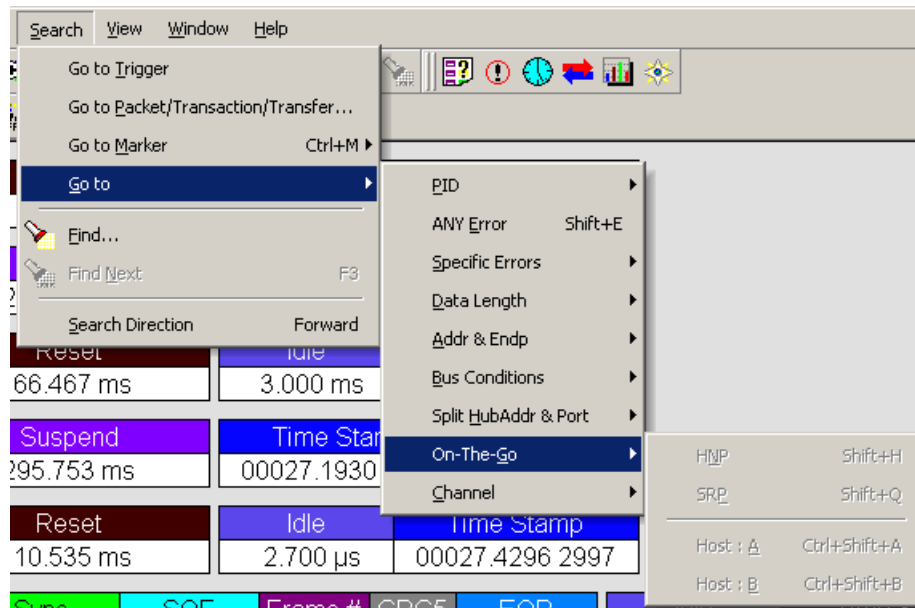 Search View Window Help
Go to Trigger
Go to Packet/Transaction/Transfer...
Go to Marker Ctrl+M
Go to
Find...
Find Next F3
Search Direction Forward
PID
ANY Error Shift+E
Specific Errors
Data Length
Addr & Endp
Bus Conditions
Split HubAddr & Port
On-The-Go
Channel
HNP Shift+H
SRP Shift+Q
Host : A Ctrl+Shift+A
Host : B Ctrl+Shift+B
Reset Idle
66.467 ms 3.000 ms
Suspend Time Star
295.753 ms 00027.1930
Reset Idle Time Stamp
10.535 ms 2.700 µs 00027.4296 2997
Sync SOF Frame # CRC5 EOP